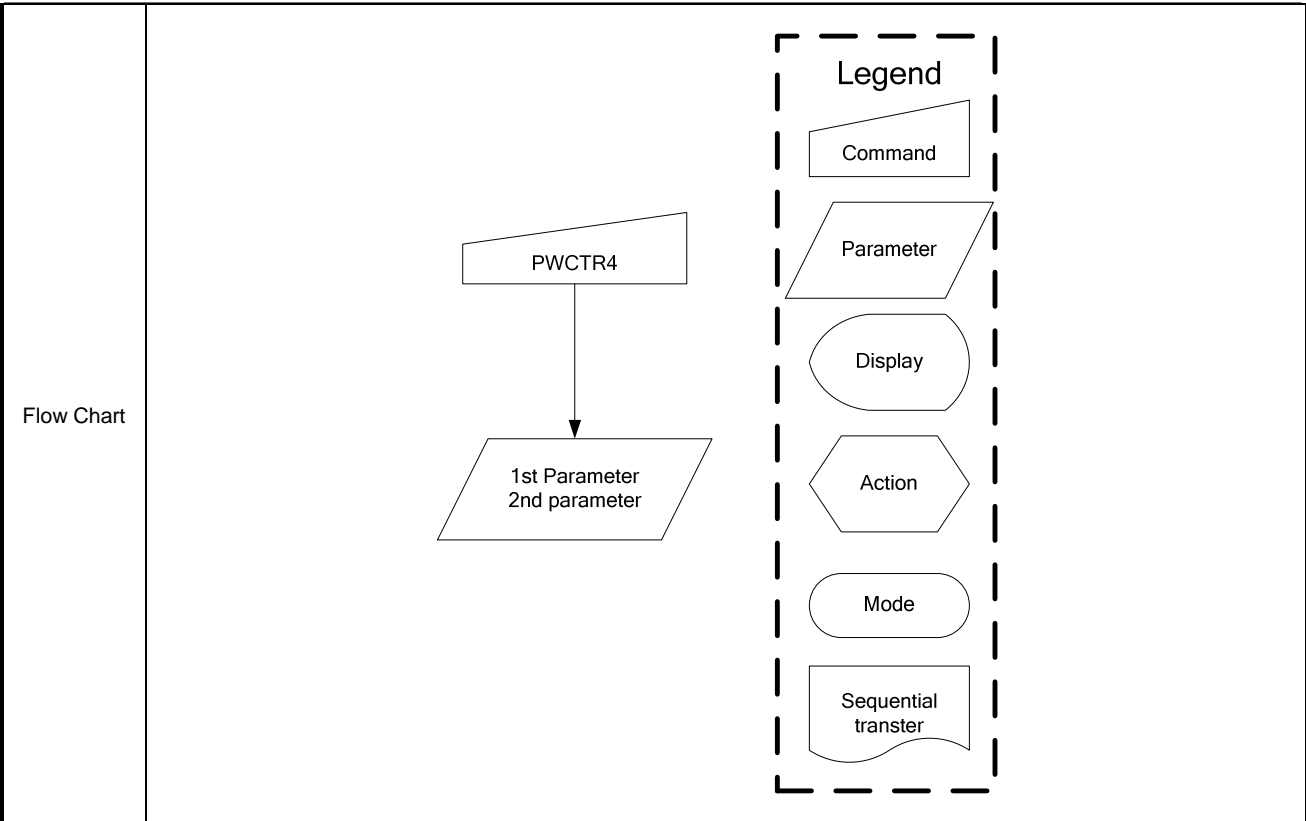 Flow Chart
PWCTR4
1st Parameter
2nd parameter
Legend
Command
Parameter
Display
Action
Mode
Sequential
transter